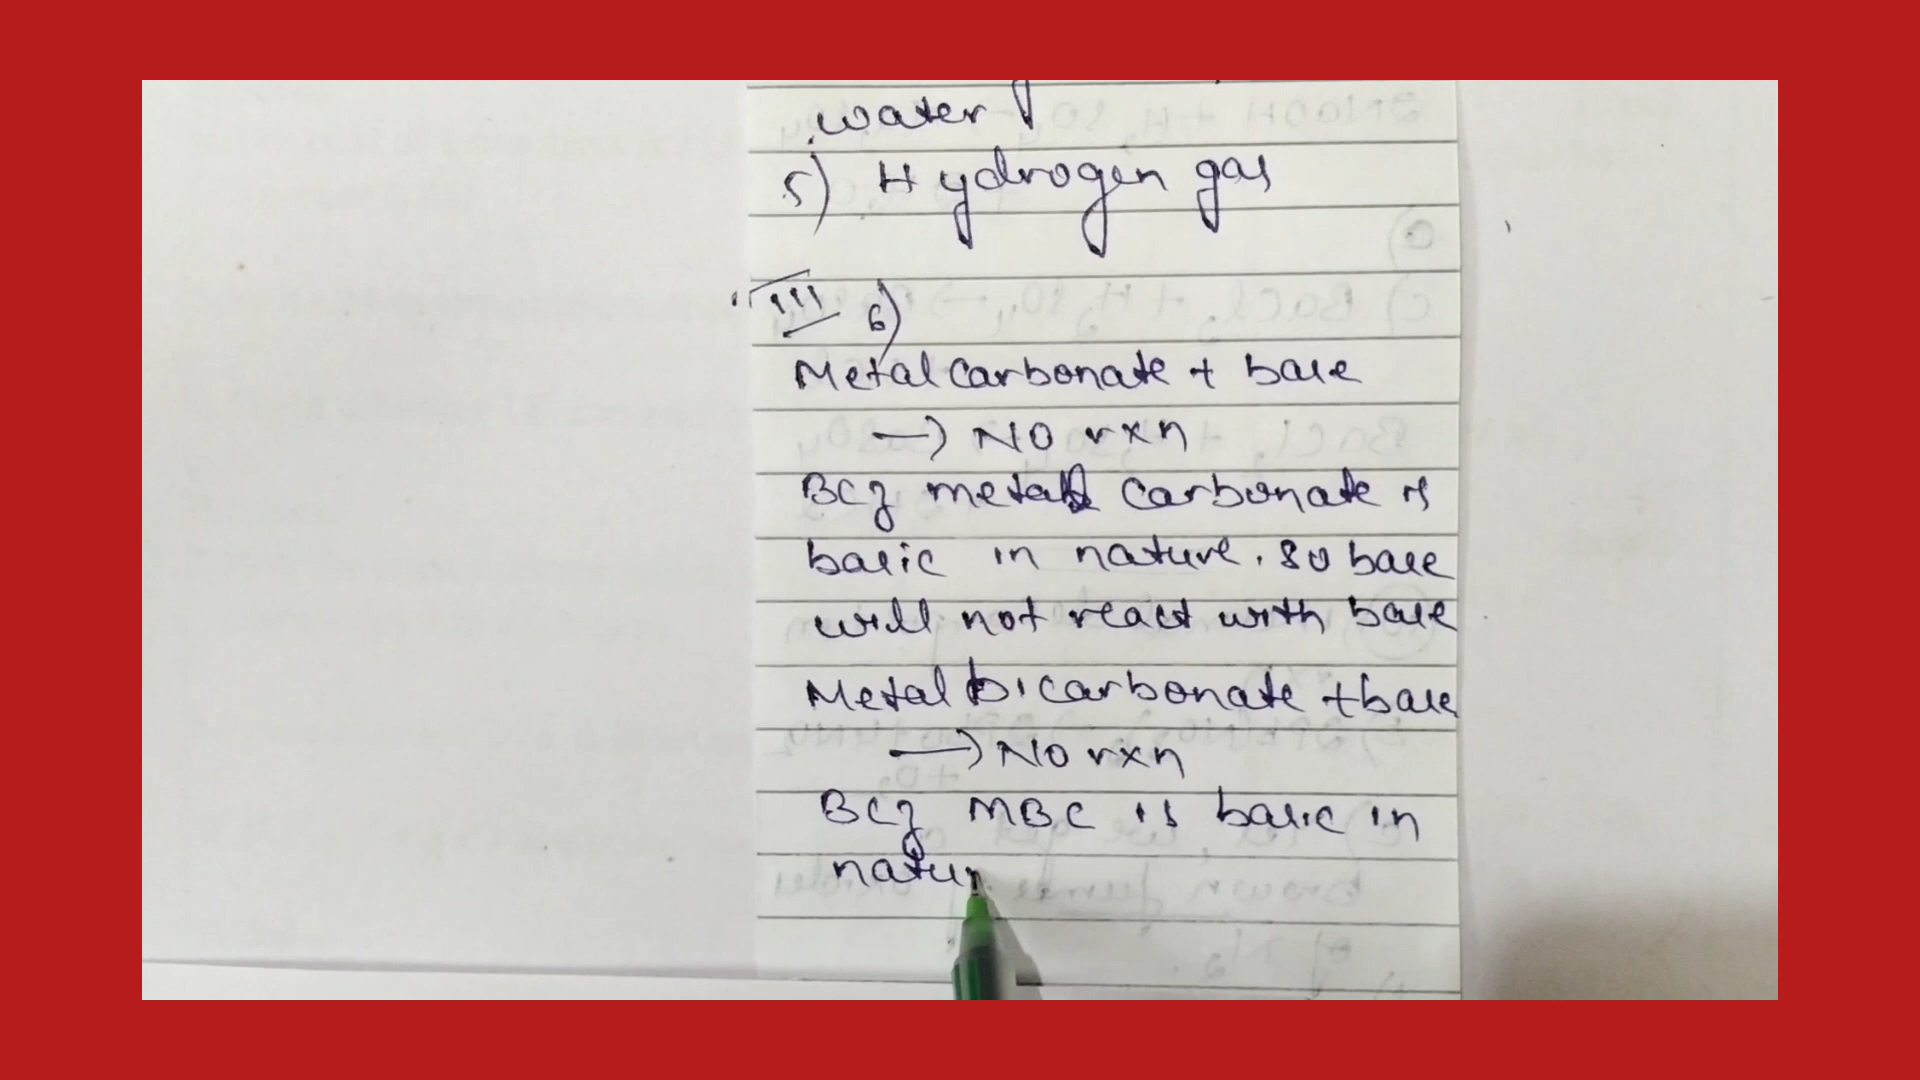 water
5) Hydrogen gas
III 6)
Metal carbonate + base
→ NO rxn
BCZ metal carbonate is
basic in nature. so base
will not react with base
Metal bicarbonate + base
→ NO rxn
BCZ MBC is basic in
natur